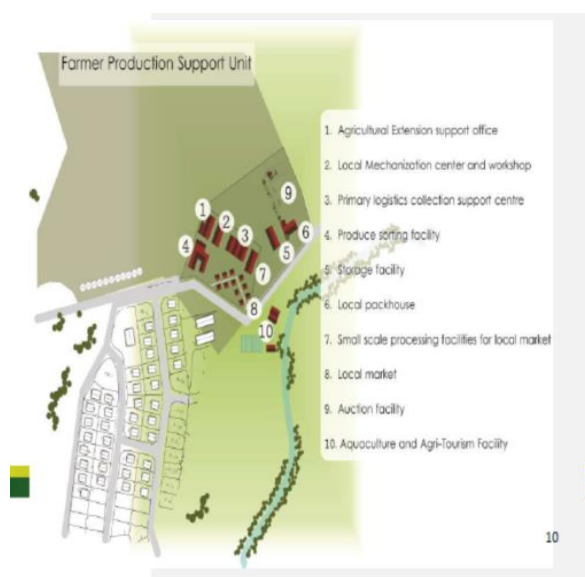 Farmer Production Support Unit
1. Agricultural Extension support office
2. Local Mechanization center and workshop
3. Primary logistics collection support centre
4. Produce sorting facility
5. Storage facility
6. Local packhouse
7. Small scale processing facilities for local market
8. Local market
9. Auction facility
10. Aquaculture and Agri-Tourism Facility
9
1
2
3
6
4
5
7
8
10
10